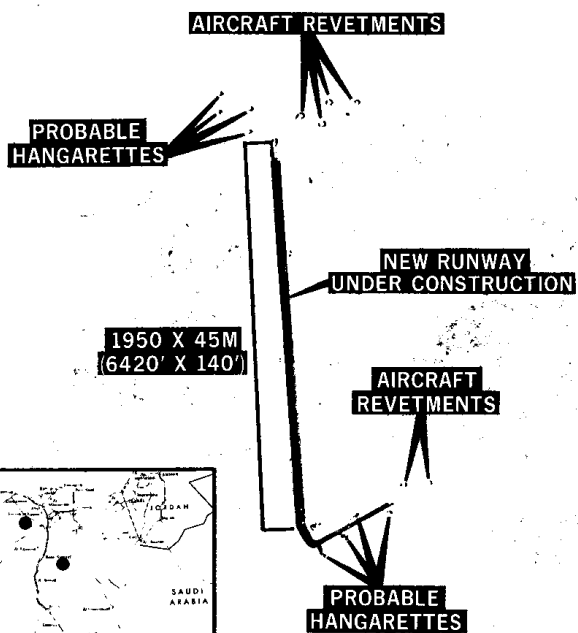 AIRCRAFT REVETMENTS
PROBABLE
HANGARETTES
NEW RUNWAY
UNDER CONSTRUCTION
1950 X 45M
(6420' X 140')
AIRCRAFT
REVETMENTS
JORDAN
SAUDI
ARABIA
PROBABLE
HANGARETTES